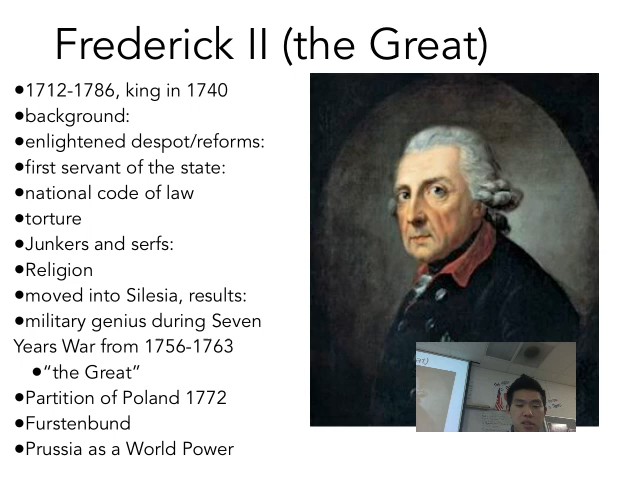 Frederick II (the Great)
•1712-1786, king in 1740
•background:
•enlightened despot/reforms:
•first servant of the state:
•national code of law
•torture
•Junkers and serfs:
•Religion
•moved into Silesia, results:
•military genius during Seven
Years War from 1756-1763
•“the Great”
•Partition of Poland 1772
•Furstenbund
•Prussia as a World Power